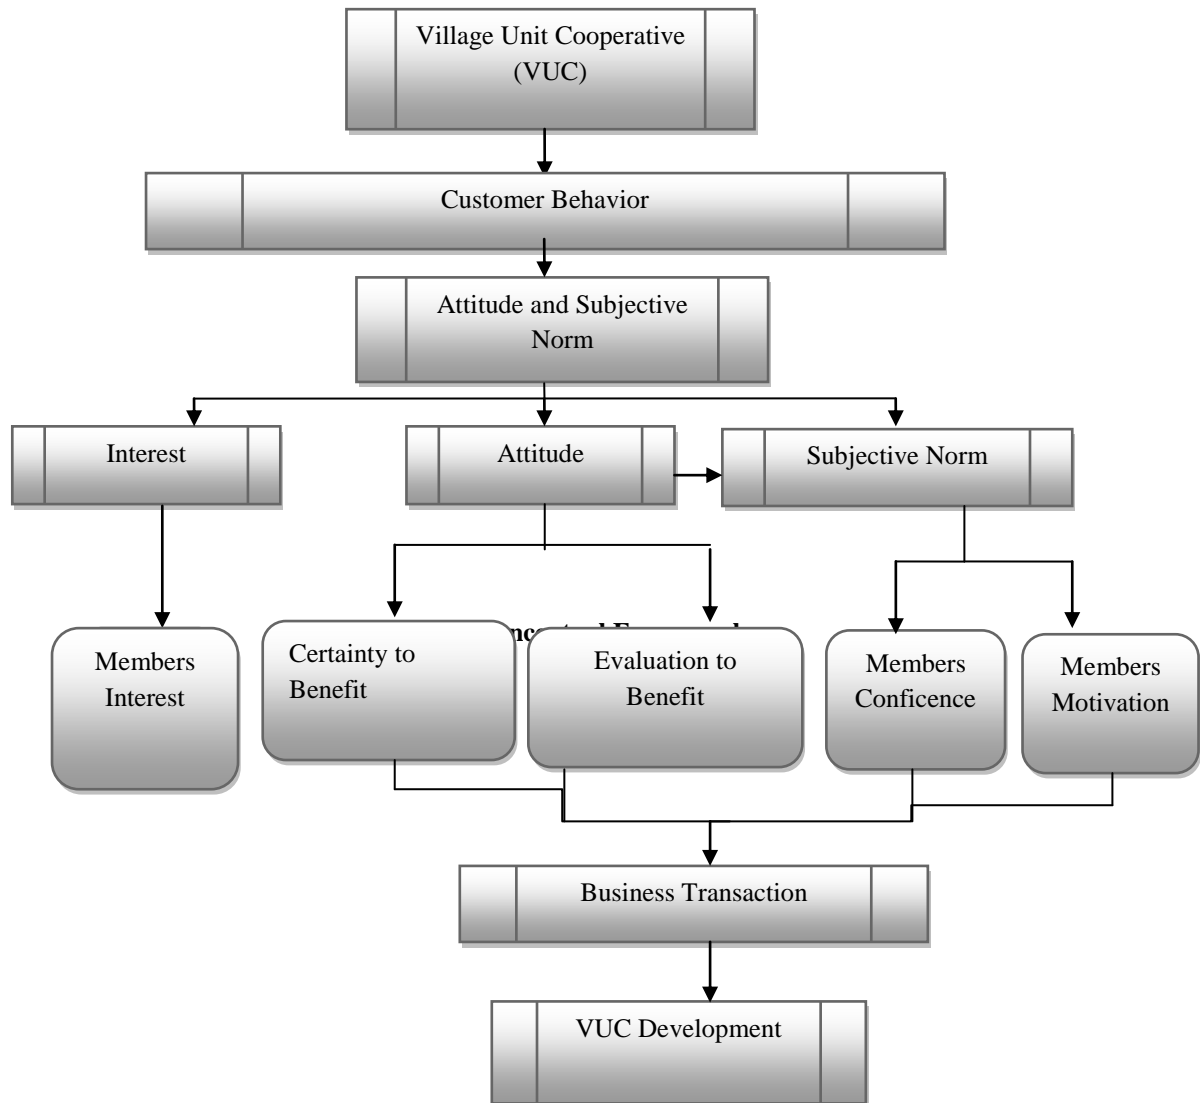 Village Unit Cooperative
(VUC)
Customer Behavior
Attitude and Subjective
Norm
Interest
Attitude
Subjective Norm
Members
Interest
Certainty to
Benefit
Evaluation to
Benefit
Members
Conficence
Members
Motivation
Business Transaction
VUC Development